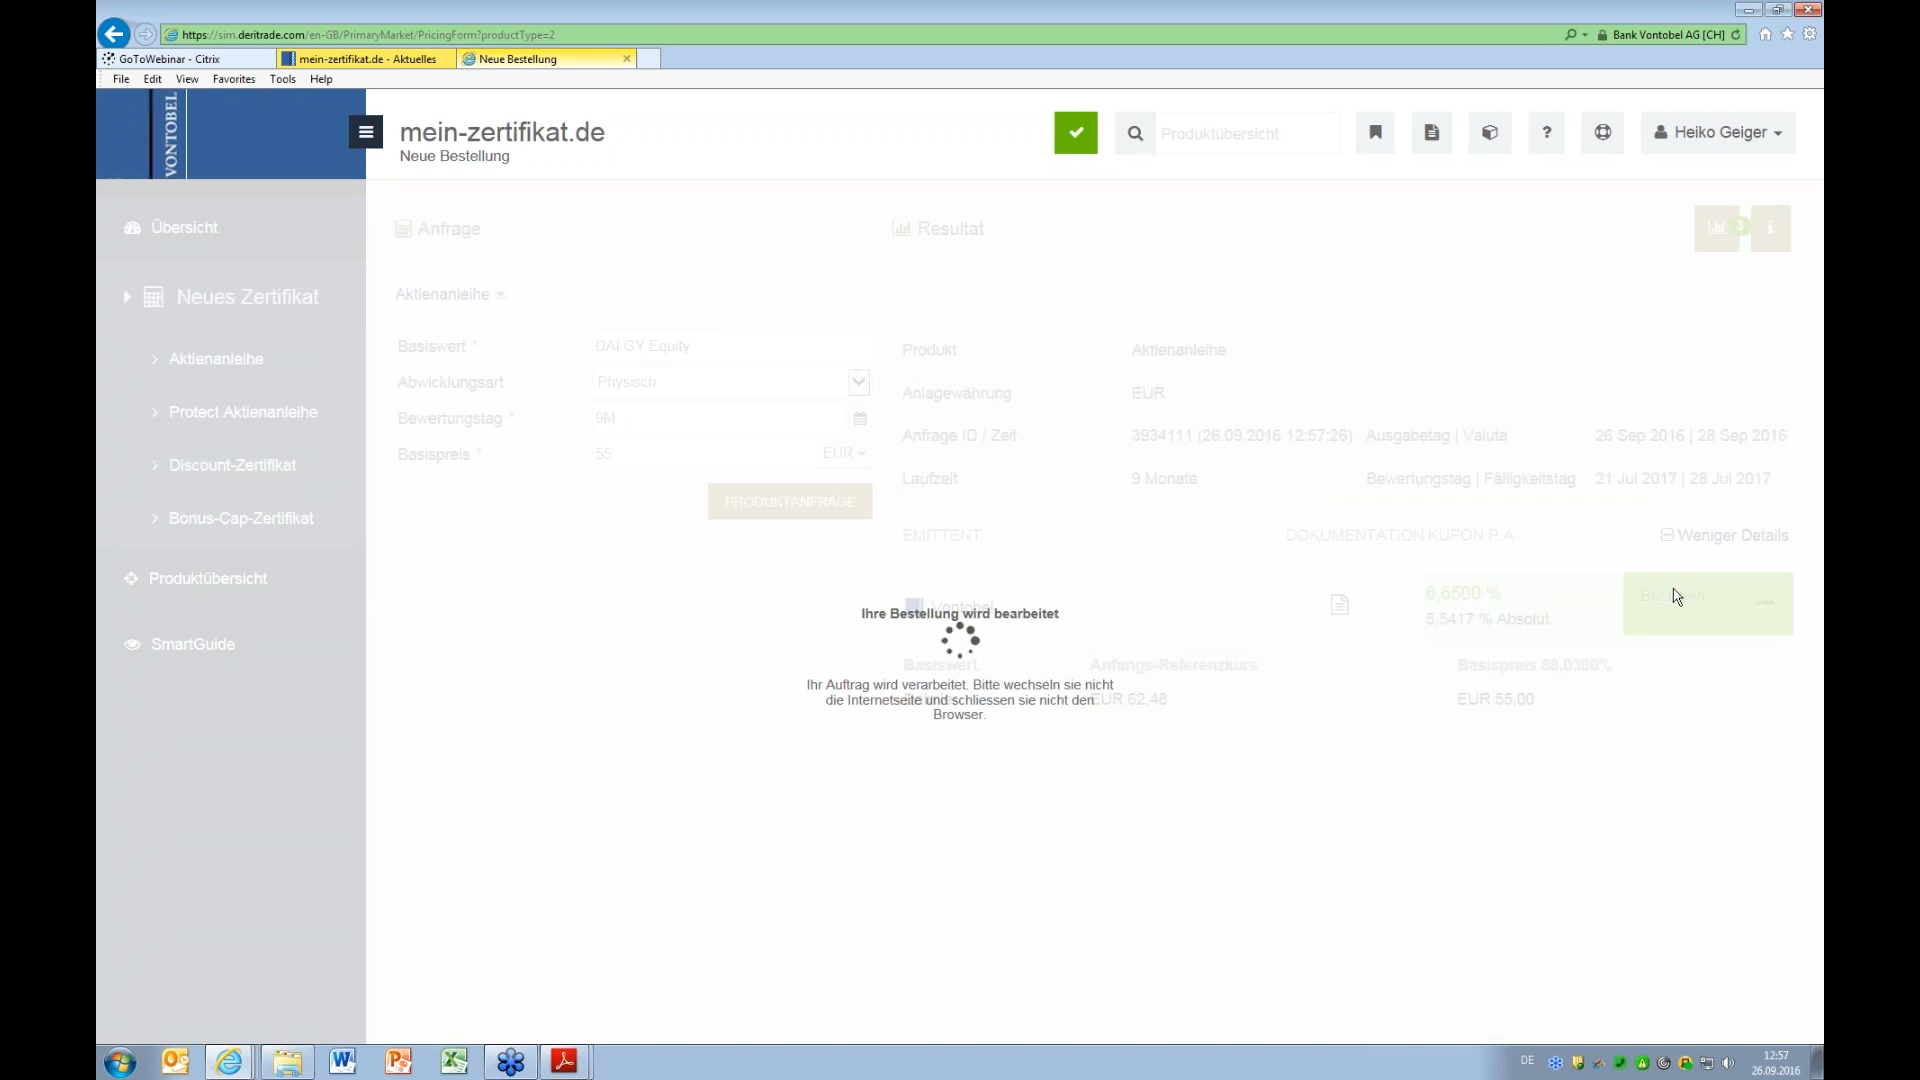 https://sim.deritrade.com/en-GB/PrimaryMarket/PricingForm?productType=2
Bank Vontobel AG [CH]
GoToWebinar - Citrix
mein-zertifikat.de - Aktuelles
Neue Bestellung
File Edit View Favorites Tools Help
VONTOBEL
mein-zertifikat.de
Neue Bestellung
Produktübersicht
?
Heiko Geiger
Übersicht
Neues Zertifikat
Aktienanleihe
Protect Aktienanleihe
Discount-Zertifikat
Bonus-Cap-Zertifikat
Produktübersicht
SmartGuide
Anfrage
Resultat
3
i
Aktienanleihe
Basiswert * DAI GY Equity
Abwicklungsart Physisch
Bewertungstag * 9M
Basispreis * 55 EUR
PRODUKTANFRAGE
Produkt Aktienanleihe
Anlagewährung EUR
Anfrage ID / Zeit 3934111 (26.09.2016 12:57:26) Ausgabetag | Valuta 26 Sep 2016 | 28 Sep 2016
Laufzeit 9 Monate Bewertungstag | Fälligkeitstag 21 Jul 2017 | 28 Jul 2017
EMITTENT DOKUMENTATION KUPON P.A. Weniger Details
Vontobel
6,6500 %
5,5417 % Absolut
Ihre Bestellung wird bearbeitet
Basiswert Anfangs-Referenzkurs Basispreis 88,0300%
EUR 62,48 EUR 55,00
Ihr Auftrag wird verarbeitet. Bitte wechseln sie nicht
die Internetseite und schliessen sie nicht den
Browser.
DE
12:57
26.09.2016